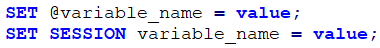 SET @variable_name = value;
SET SESSION variable_name = value;